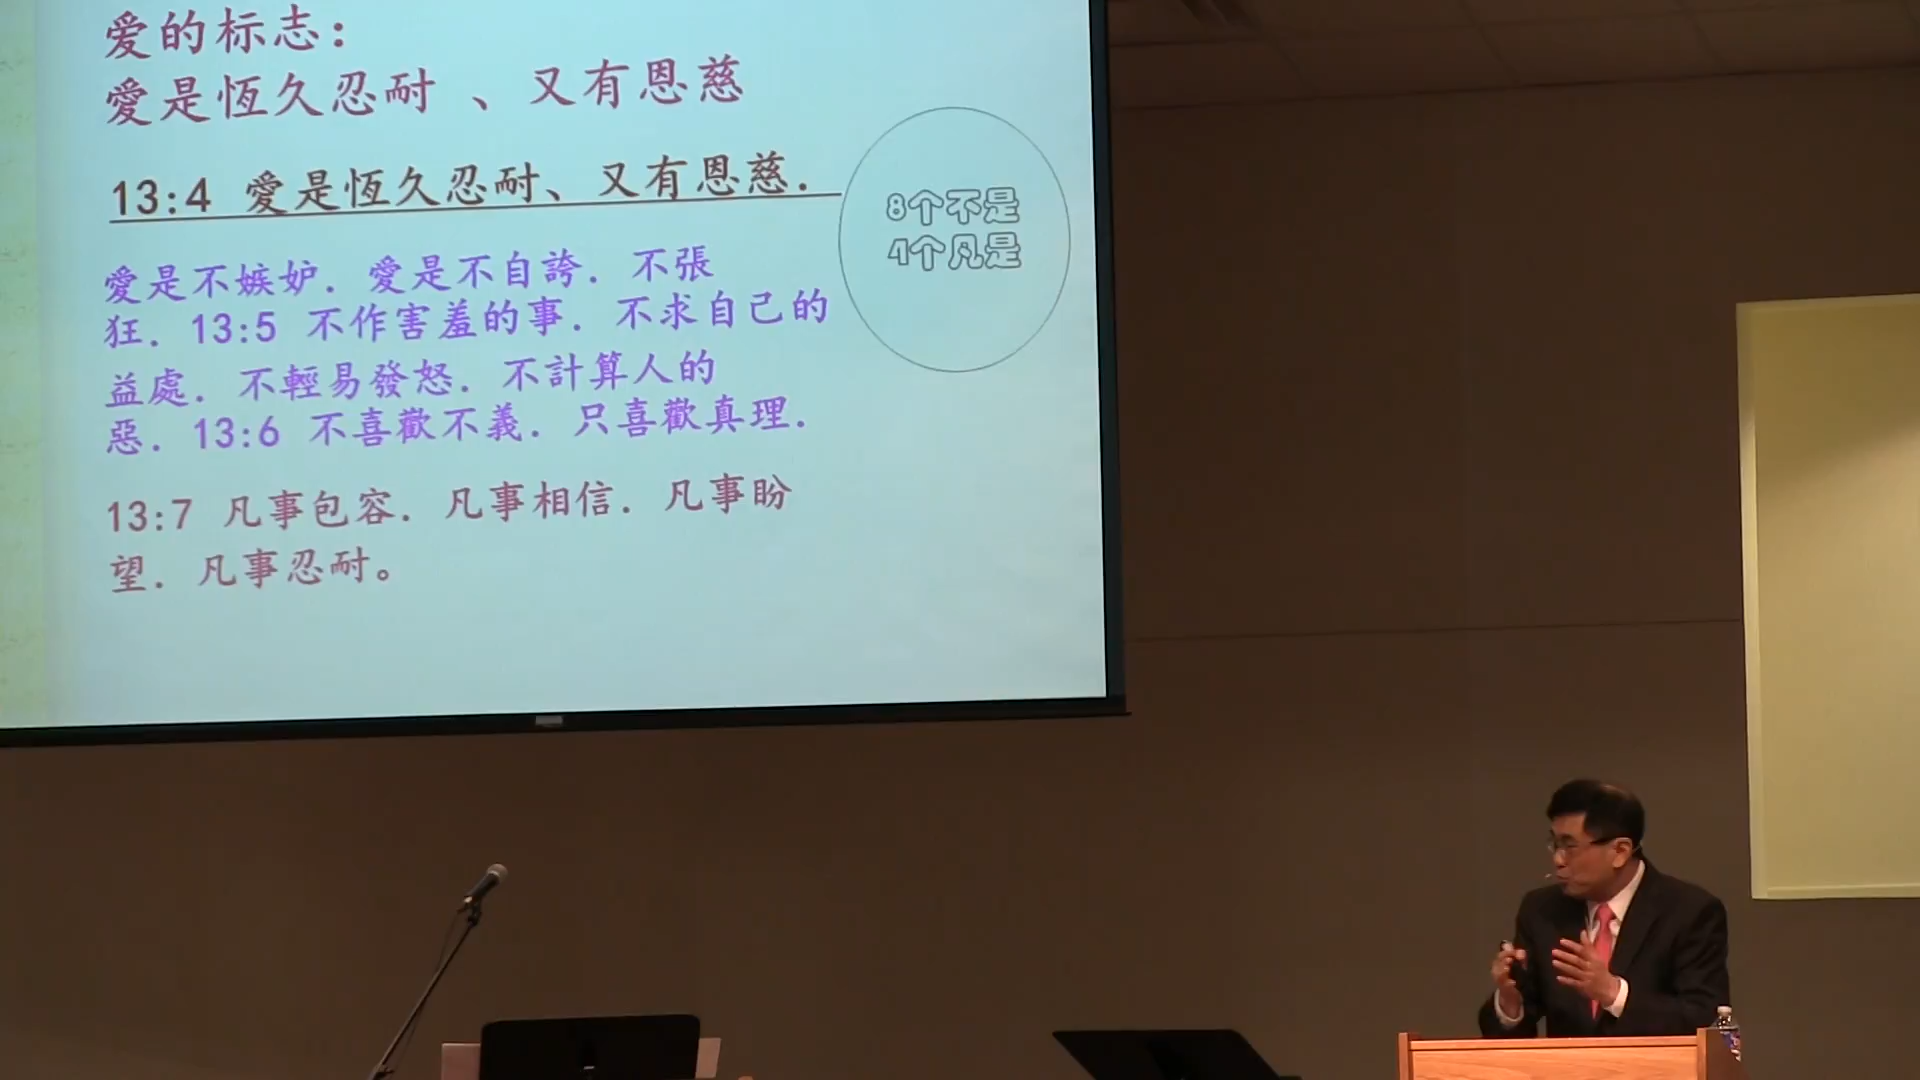 爱的标志：
愛是恆久忍耐 、又有恩慈
13:4 愛是恆久忍耐、又有恩慈．
8个不是
4个凡是
愛是不嫉妒．愛是不自誇．不張
狂．13:5 不作害羞的事．不求自己的
益處．不輕易發怒．不計算人的
惡．13:6 不喜歡不義．只喜歡真理．
13:7 凡事包容．凡事相信．凡事盼
望．凡事忍耐。